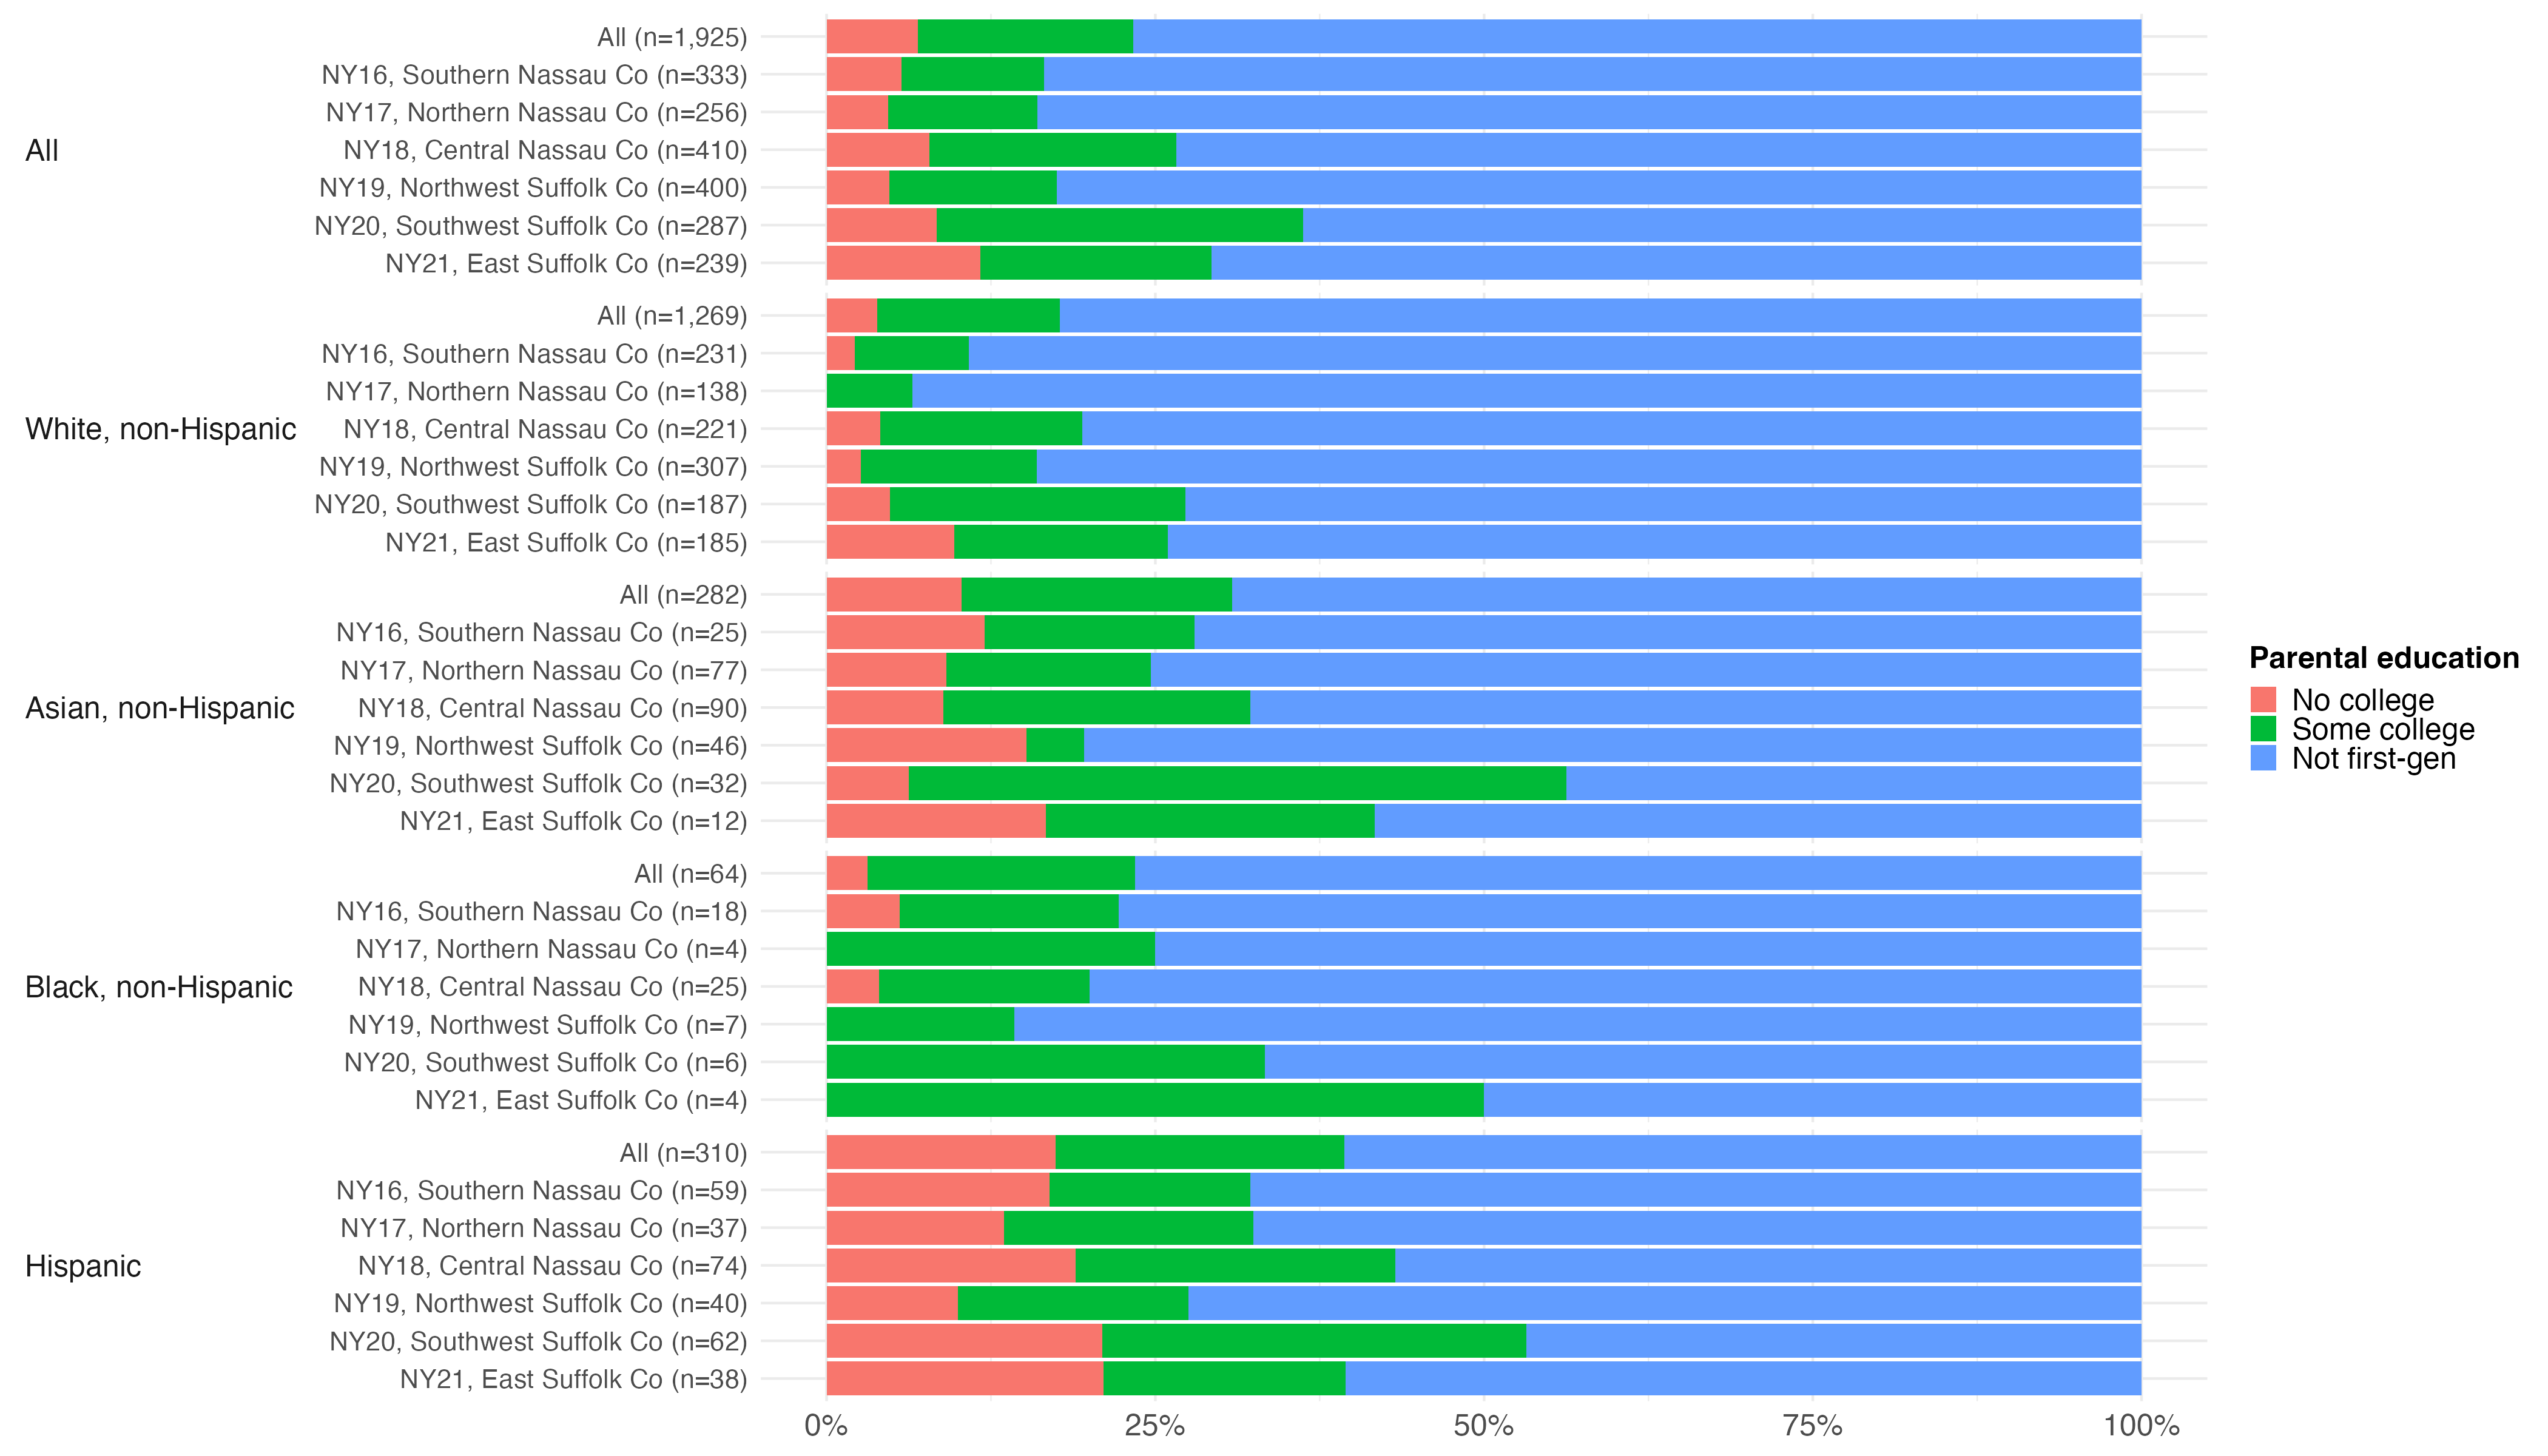 All
All (n=1,925)
NY16, Southern Nassau Co (n=333)
NY17, Northern Nassau Co (n=256)
NY18, Central Nassau Co (n=410)
NY19, Northwest Suffolk Co (n=400)
NY20, Southwest Suffolk Co (n=287)
NY21, East Suffolk Co (n=239)
White, non-Hispanic
All (n=1,269)
NY16, Southern Nassau Co (n=231)
NY17, Northern Nassau Co (n=138)
NY18, Central Nassau Co (n=221)
NY19, Northwest Suffolk Co (n=307)
NY20, Southwest Suffolk Co (n=187)
NY21, East Suffolk Co (n=185)
Asian, non-Hispanic
All (n=282)
NY16, Southern Nassau Co (n=25)
NY17, Northern Nassau Co (n=77)
NY18, Central Nassau Co (n=90)
NY19, Northwest Suffolk Co (n=46)
NY20, Southwest Suffolk Co (n=32)
NY21, East Suffolk Co (n=12)
Black, non-Hispanic
All (n=64)
NY16, Southern Nassau Co (n=18)
NY17, Northern Nassau Co (n=4)
NY18, Central Nassau Co (n=25)
NY19, Northwest Suffolk Co (n=7)
NY20, Southwest Suffolk Co (n=6)
NY21, East Suffolk Co (n=4)
Hispanic
All (n=310)
NY16, Southern Nassau Co (n=59)
NY17, Northern Nassau Co (n=37)
NY18, Central Nassau Co (n=74)
NY19, Northwest Suffolk Co (n=40)
NY20, Southwest Suffolk Co (n=62)
NY21, East Suffolk Co (n=38)
0% 25% 50% 75% 100%
Parental education
No college
Some college
Not first-gen